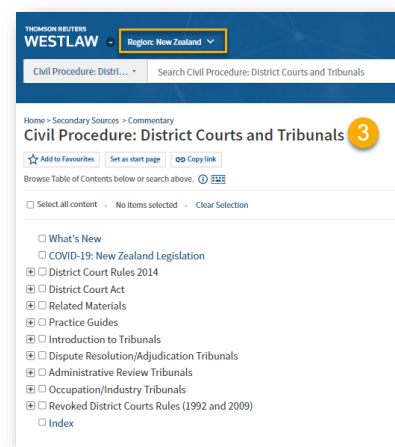 THOMSON REUTERS
WESTLAW
Region: New Zealand
Civil Procedure: Distri... Search Civil Procedure: District Courts and Tribunals
Home > Secondary Sources > Commentary
Civil Procedure: District Courts and Tribunals 3
Add to Favourites Set as start page Copy link
Browse Table of Contents below or search above.
Select all content • No items selected • Clear Selection
What's New
COVID-19: New Zealand Legislation
District Court Rules 2014
District Court Act
Related Materials
Practice Guides
Introduction to Tribunals
Dispute Resolution/Adjudication Tribunals
Administrative Review Tribunals
Occupation/Industry Tribunals
Revoked District Courts Rules (1992 and 2009)
Index